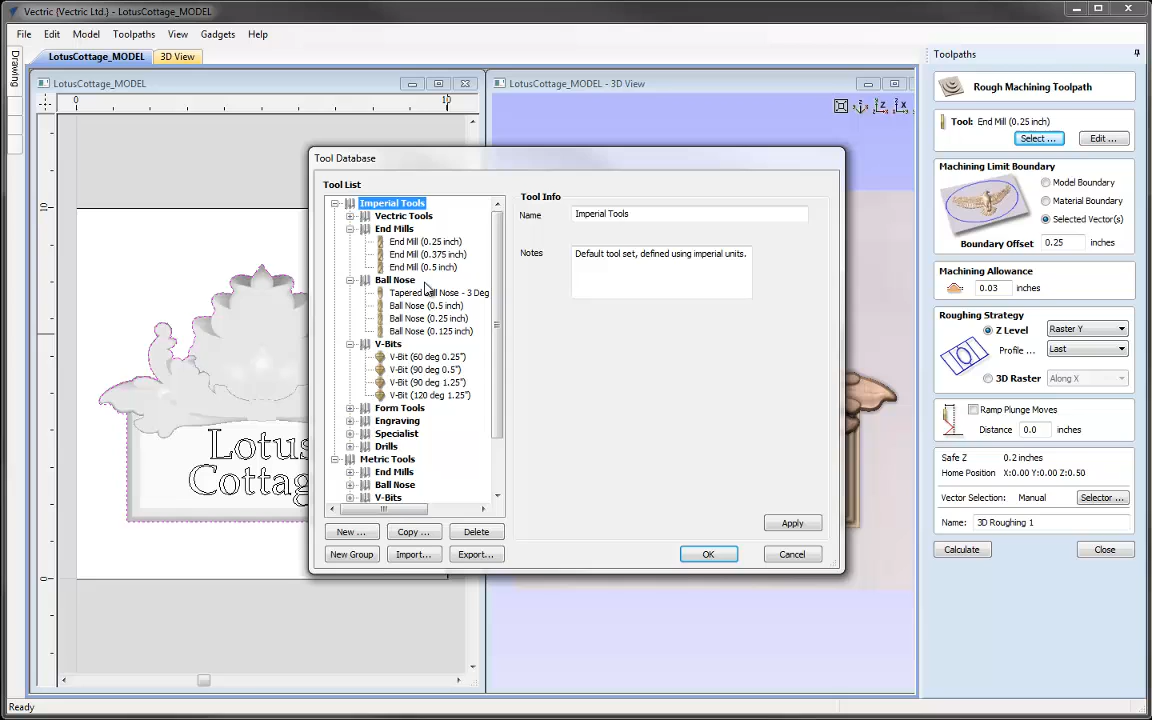 Vectric {Vectric Ltd.} - LotusCottage_MODEL
File Edit Model Toolpaths View Gadgets Help
Drawing
LotusCottage_MODEL
3D View
LotusCottage_MODEL
LotusCottage_MODEL - 3D View
0
10
10
0
Lotus
Cottag
Tool Database
Tool List
Imperial Tools
Vectric Tools
End Mills
End Mill (0.25 inch)
End Mill (0.375 inch)
End Mill (0.5 inch)
Ball Nose
Tapered Ball Nose - 3 Deg
Ball Nose (0.5 inch)
Ball Nose (0.25 inch)
Ball Nose (0.125 inch)
V-Bits
V-Bit (60 deg 0.25")
V-Bit (90 deg 0.5")
V-Bit (90 deg 1.25")
V-Bit (120 deg 1.25")
Form Tools
Engraving
Specialist
Drills
Metric Tools
End Mills
Ball Nose
V-Bits
New ...
Copy ...
Delete
New Group
Import...
Export...
Tool Info
Name
Imperial Tools
Notes
Default tool set, defined using imperial units.
Apply
OK
Cancel
Toolpaths
Rough Machining Toolpath
Tool: End Mill (0.25 inch)
Select ...
Edit ...
Machining Limit Boundary
Model Boundary
Material Boundary
Selected Vector(s)
Boundary Offset 0.25 inches
Machining Allowance
0.03 inches
Roughing Strategy
Z Level Raster Y
Profile ... Last
3D Raster Along X
Ramp Plunge Moves
Distance 0.0 inches
Safe Z 0.2 inches
Home Position X:0.00 Y:0.00 Z:0.50
Vector Selection: Manual Selector ...
Name: 3D Roughing 1
Calculate
Close
Ready